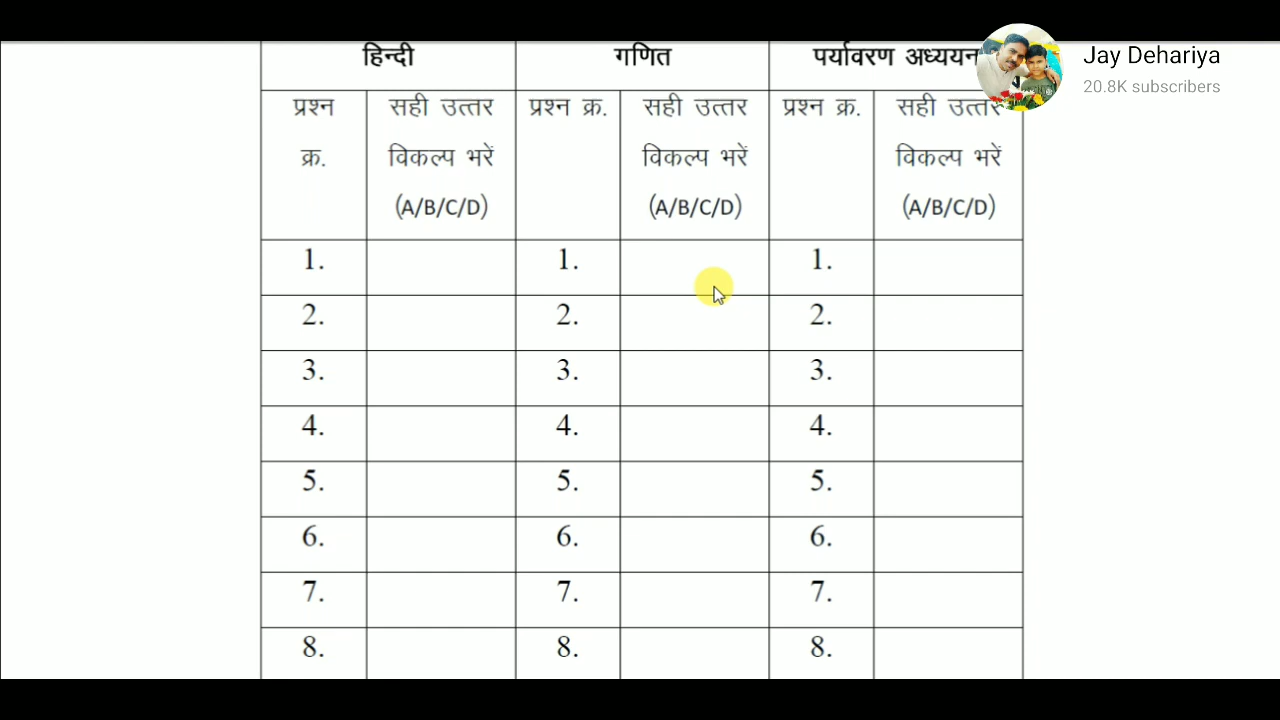 हिन्दी गणित पर्यावरण अध्ययन
Jay Dehariya
20.8K subscribers
प्रश्न सही उत्तर प्रश्न क्र. सही उत्तर प्रश्न क्र. सही उत्तर
क्र. विकल्प भरें विकल्प भरें विकल्प भरें
(A/B/C/D) (A/B/C/D) (A/B/C/D)
1. 1. 1.
2. 2. 2.
3. 3. 3.
4. 4. 4.
5. 5. 5.
6. 6. 6.
7. 7. 7.
8. 8. 8.